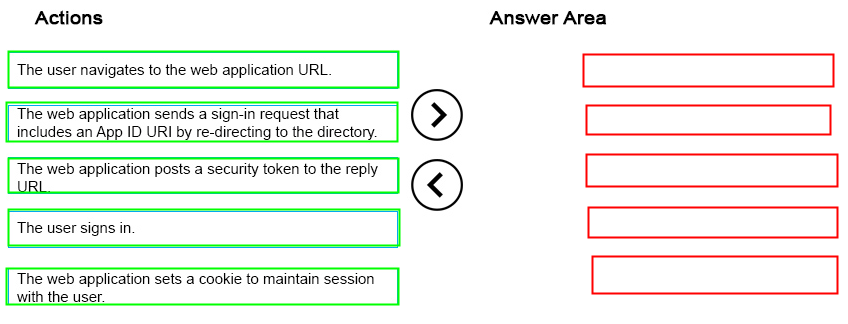 Actions
Answer Area
The user navigates to the web application URL.
The web application sends a sign-in request that
includes an App ID URI by re-directing to the directory.
The web application posts a security token to the reply
URL.
The user signs in.
The web application sets a cookie to maintain session
with the user.